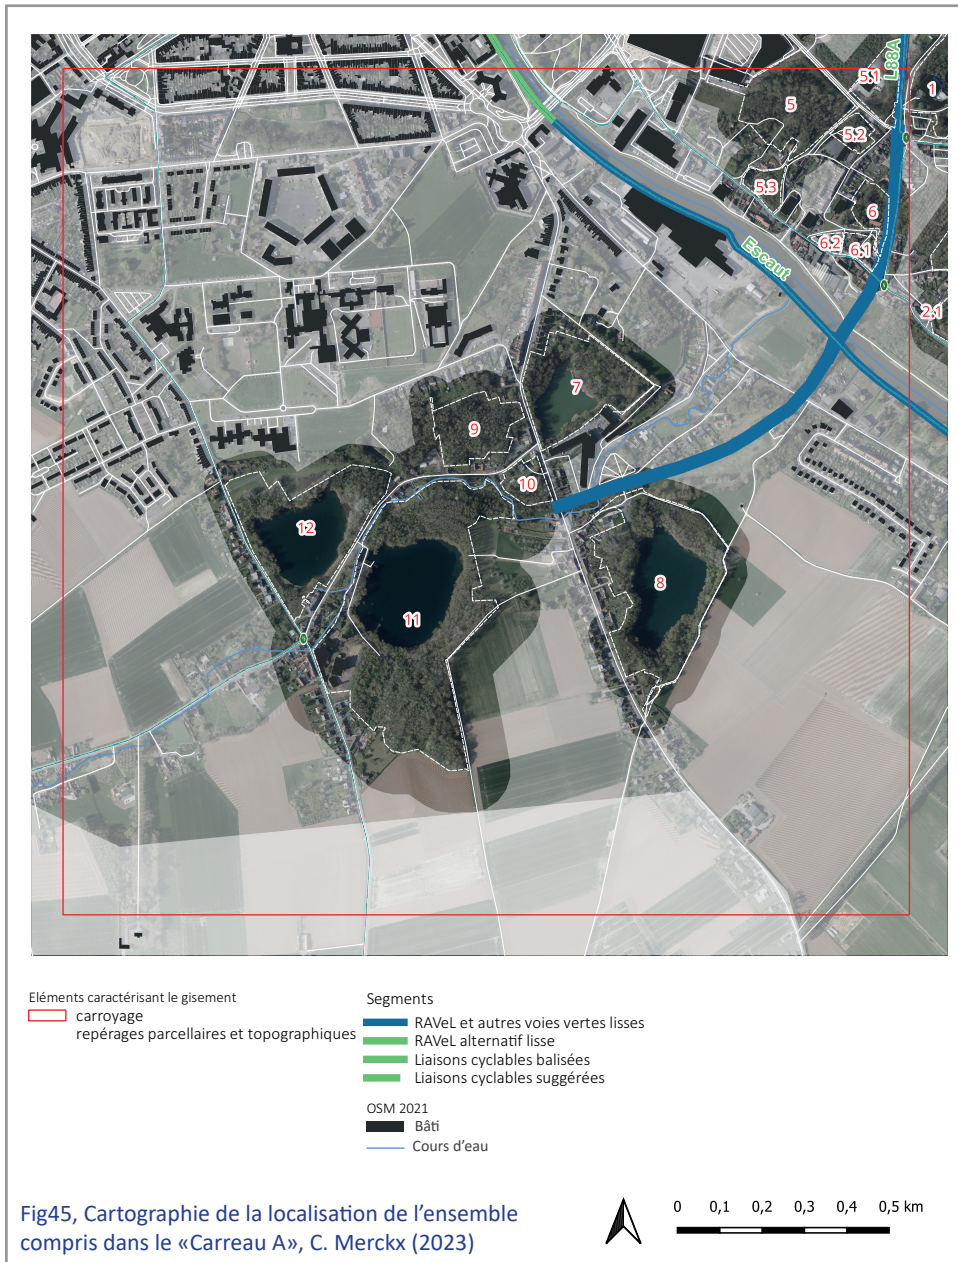 L88A
5.1
1
5
5.2
5.3
6
6.2
6.1
Escaut
2.1
7
9
10
12
8
11
Eléments caractérisant le gisement
carroyage
repérages parcellaires et topographiques
Segments
RAVeL et autres voies vertes lisses
RAVeL alternatif lisse
Liaisons cyclables balisées
Liaisons cyclables suggérées
OSM 2021
Bâti
Cours d'eau
Fig45, Cartographie de la localisation de l'ensemble
compris dans le «Carreau A», C. Merckx (2023)
0 0,1 0,2 0,3 0,4 0,5 km